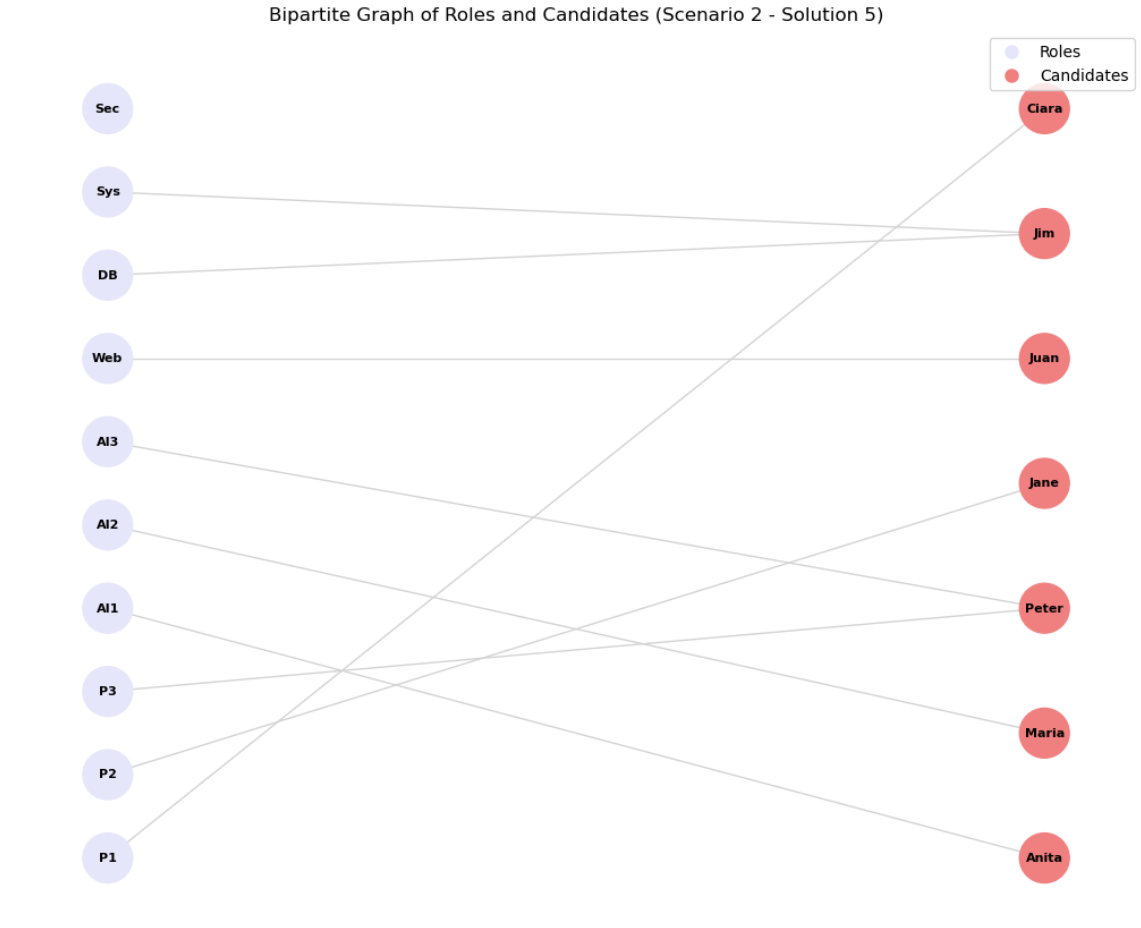 Bipartite Graph of Roles and Candidates (Scenario 2 - Solution 5)
Roles
Candidates
Sec
Ciara
Sys
Jim
DB
Web
Juan
AI3
Jane
AI2
AI1
Peter
P3
Maria
P2
P1
Anita